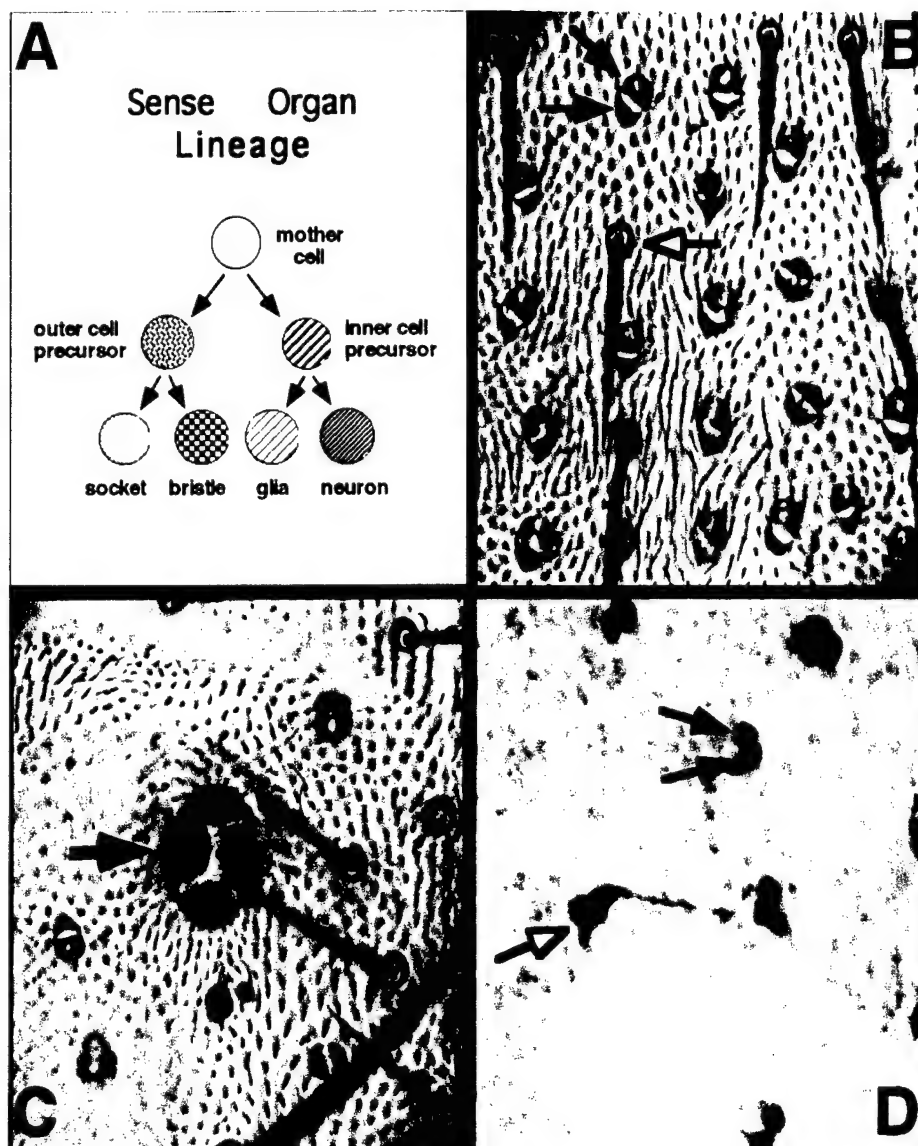 A
Sense Organ
Lineage
mother
cell
outer cell
precursor
inner cell
precursor
socket bristle glia neuron
B
C
D